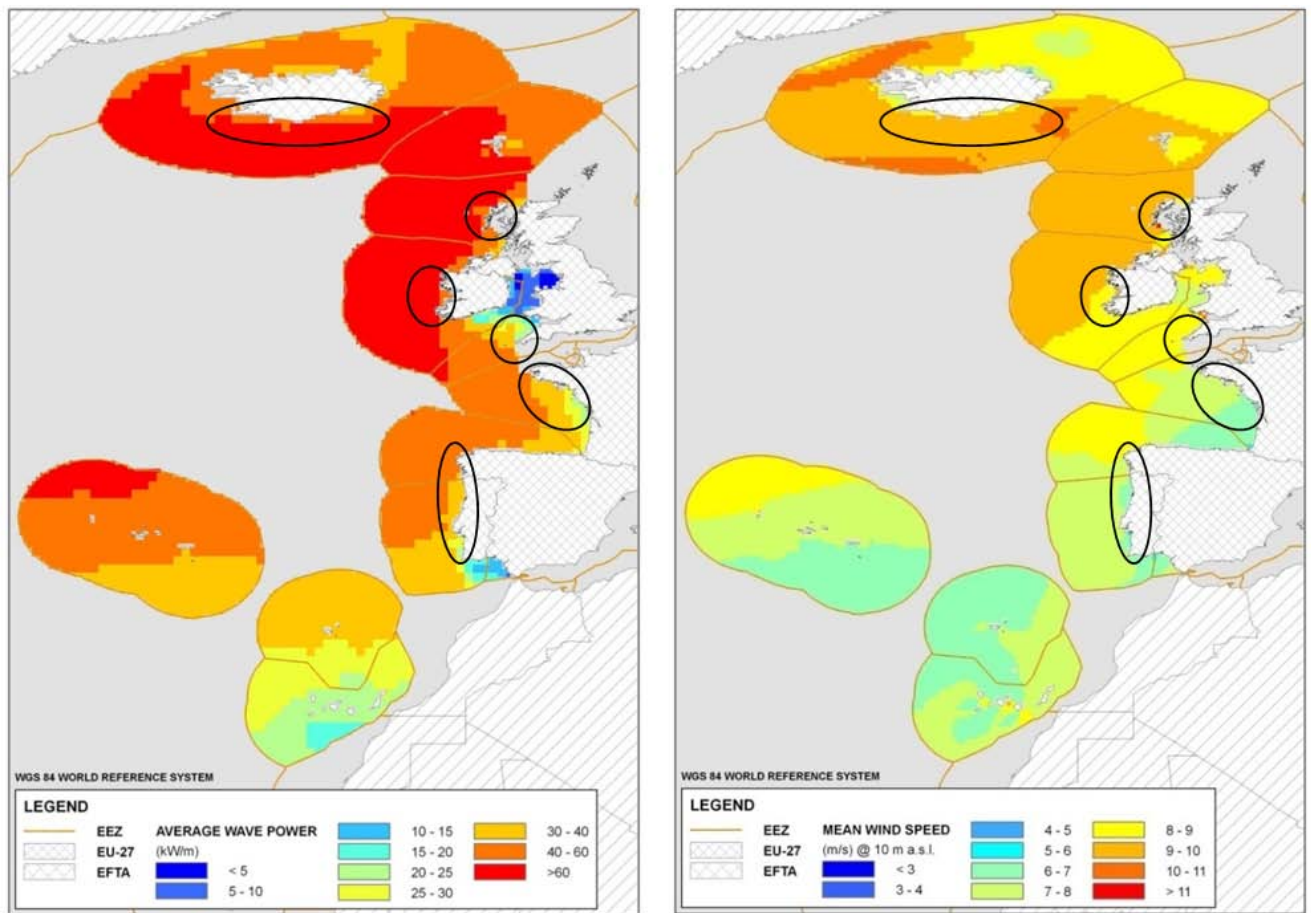 WGS 84 WORLD REFERENCE SYSTEM
LEGEND
EEZ
EU-27
EFTA
AVERAGE WAVE POWER
(kW/m)
< 5
5 - 10
10 - 15
15 - 20
20 - 25
25 - 30
30 - 40
40 - 60
>60
WGS 84 WORLD REFERENCE SYSTEM
LEGEND
EEZ
EU-27
EFTA
MEAN WIND SPEED
(m/s) @ 10 m a.s.l.
< 3
3 - 4
4 - 5
5 - 6
6 - 7
7 - 8
8 - 9
9 - 10
10 - 11
> 11